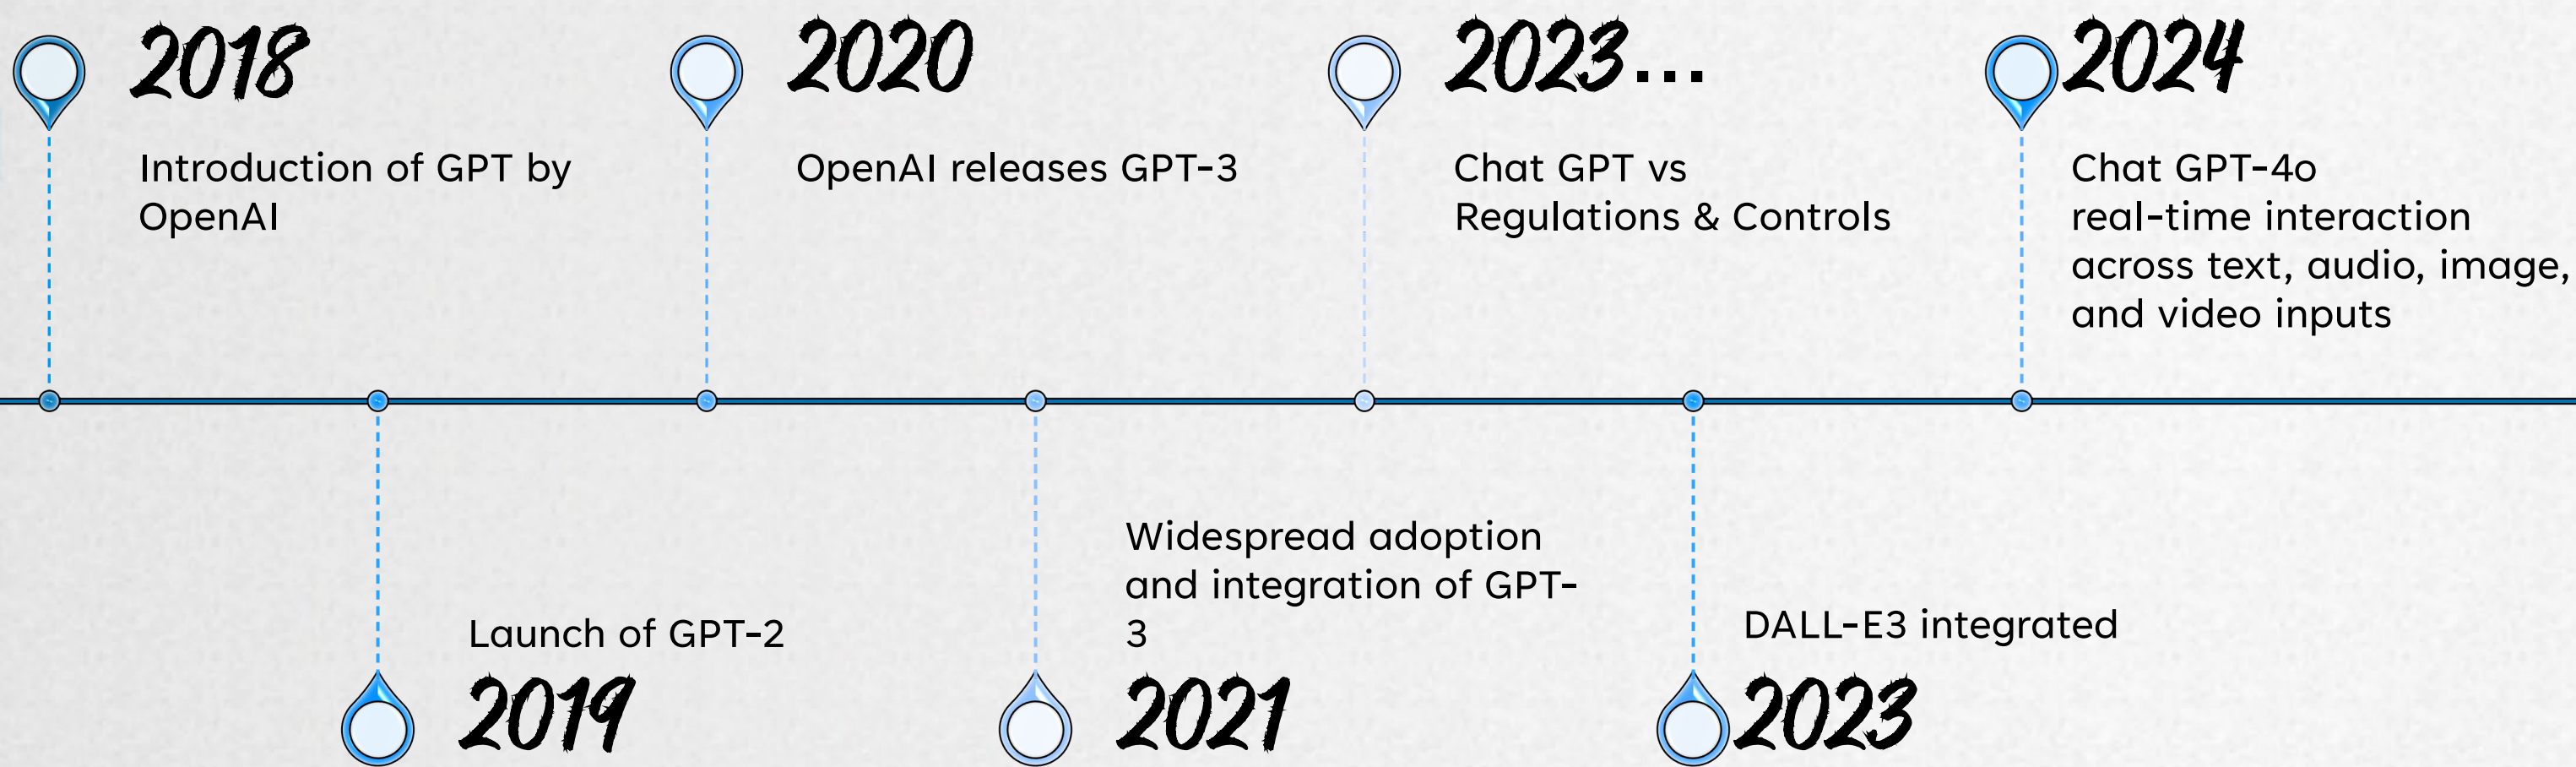 2018
Introduction of GPT by
OpenAI
2020
OpenAI releases GPT-3
2023...
Chat GPT vs
Regulations & Controls
2024
Chat GPT-4o
real-time interaction
across text, audio, image,
and video inputs
Launch of GPT-2
2019
Widespread adoption
and integration of GPT-
3
2021
DALL-E3 integrated
2023